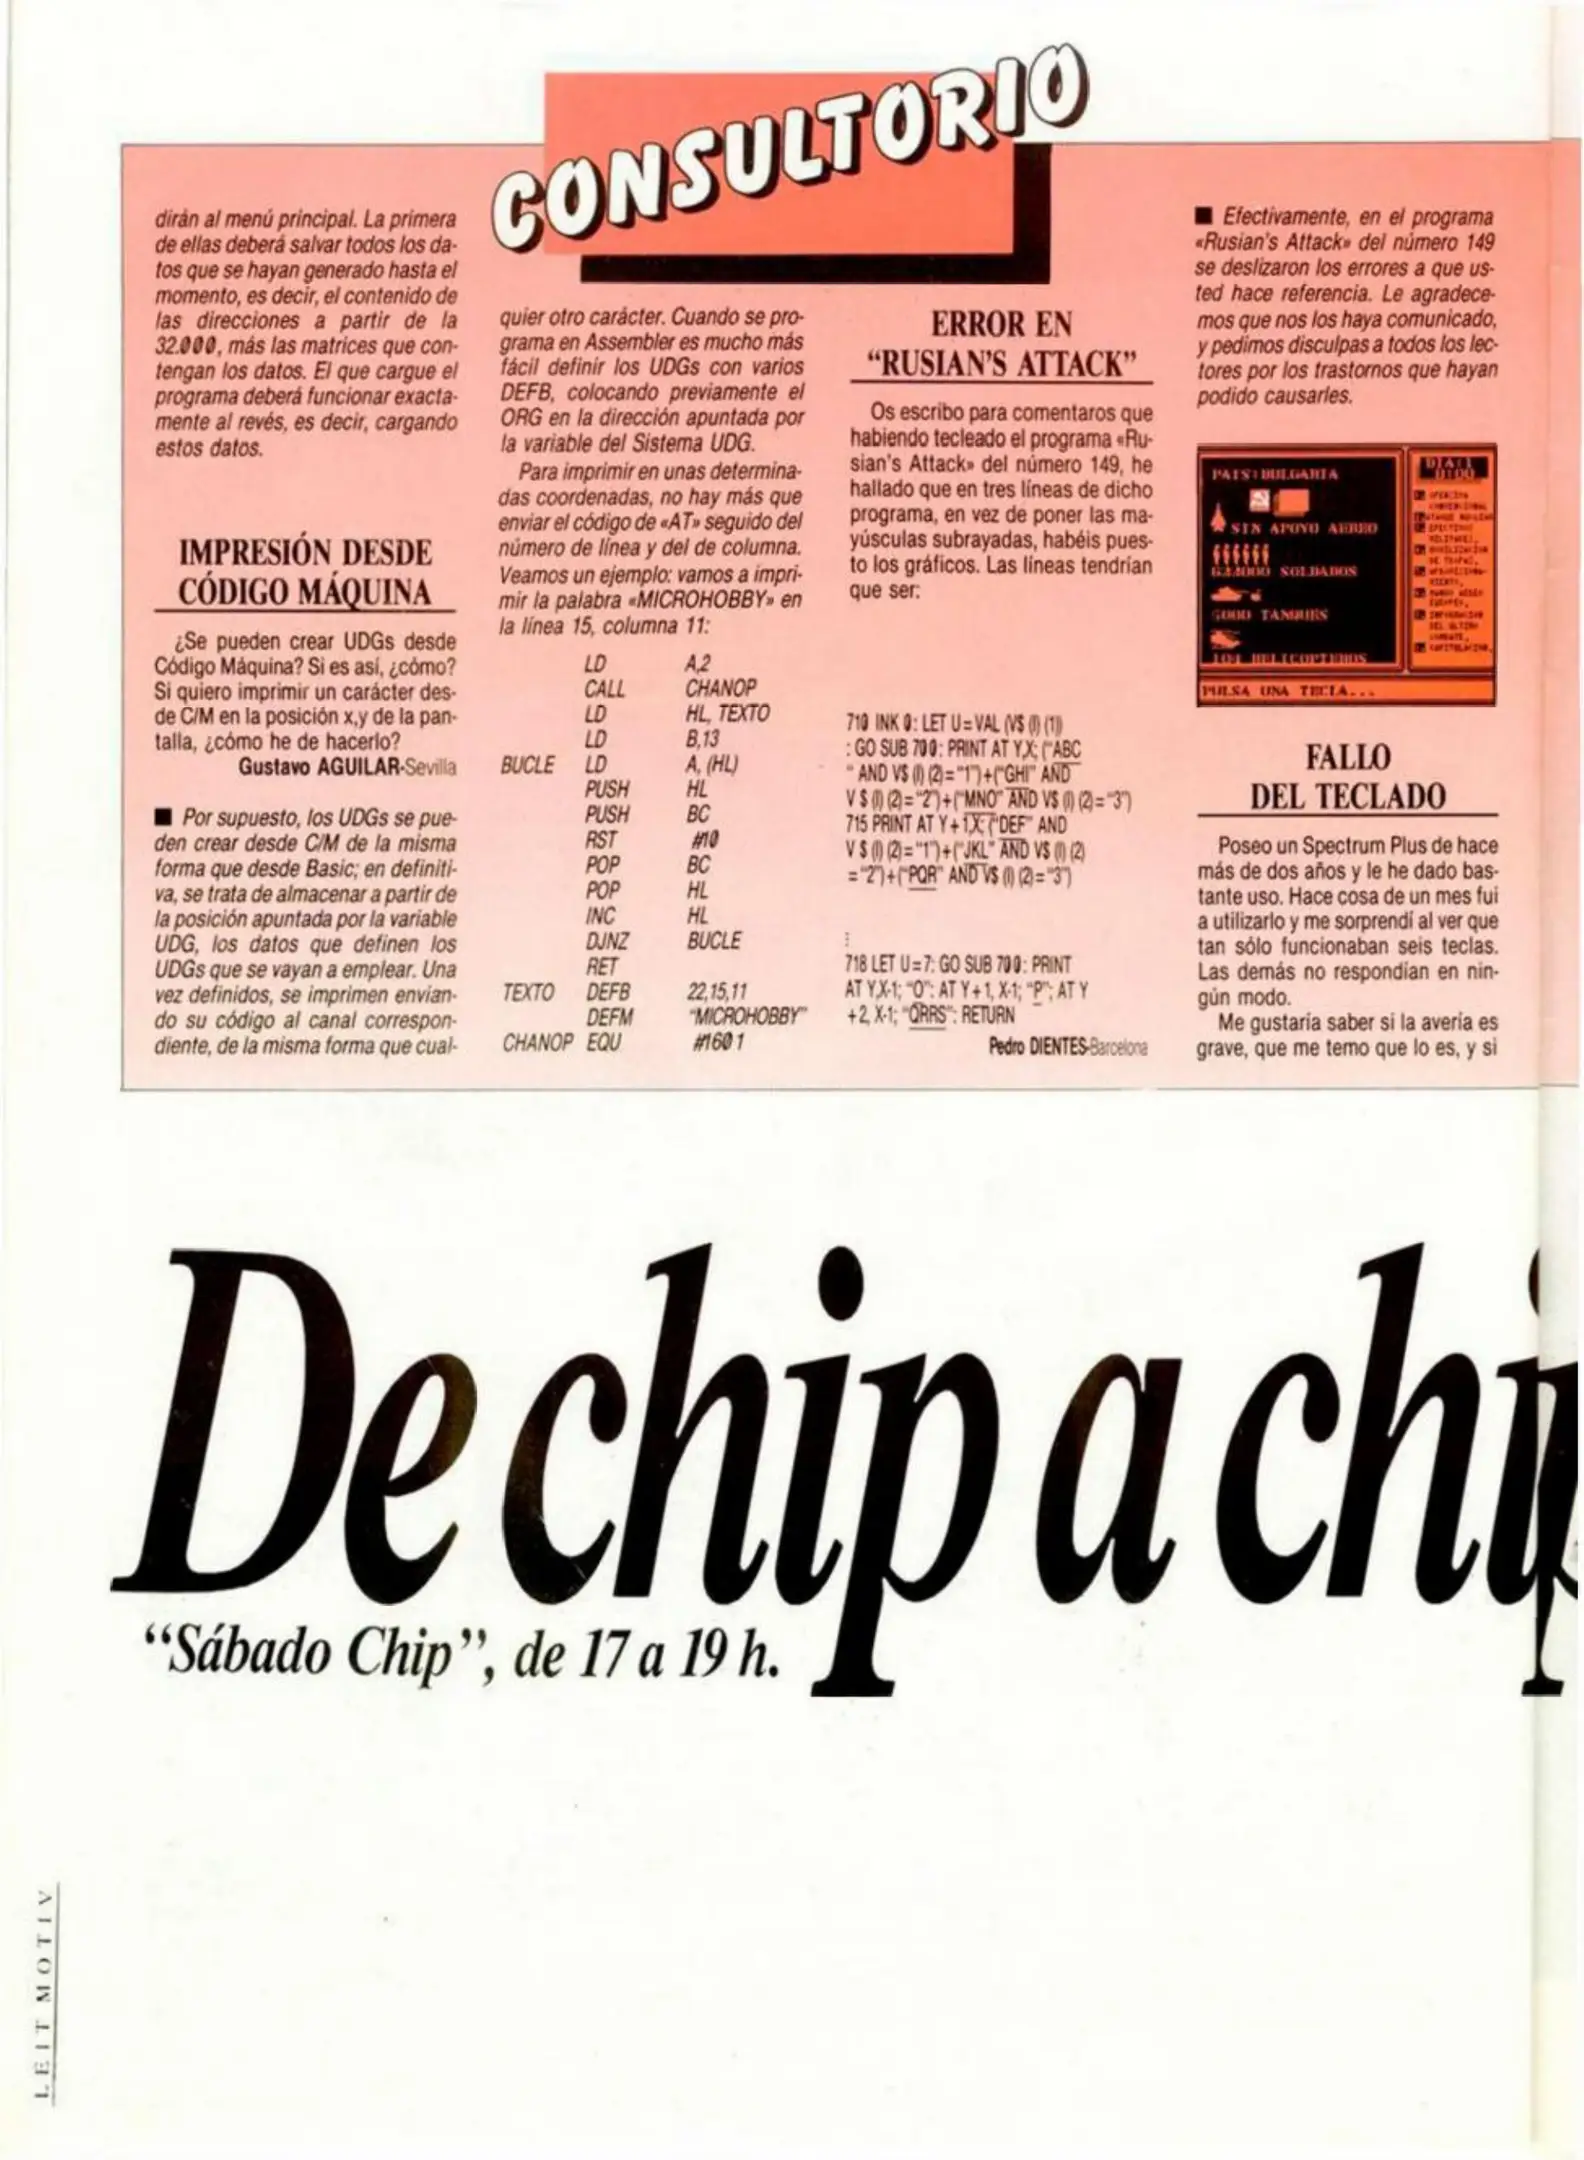 CONSULTORIO
dirán al menú principal. La primera
de ellas deberá salvar todos los da-
tos que se hayan generado hasta el
momento, es decir, el contenido de
las direcciones a partir de la
32.000, más las matrices que con-
tengan los datos. El que cargue el
programa deberá funcionar exacta-
mente al revés, es decir, cargando
estos datos.
IMPRESIÓN DESDE
CÓDIGO MÁQUINA
¿Se pueden crear UDGs desde
Código Máquina? Si es así, ¿cómo?
Si quiero imprimir un carácter des-
de C/M en la posición x,y de la pan-
talla, ¿cómo he de hacerlo?
Gustavo AGUILAR-Sevilla
■ Por supuesto, los UDGs se pue-
den crear desde C/M de la misma
forma que desde Basic; en definiti-
va, se trata de almacenar a partir de
la posición apuntada por la variable
UDG, los datos que definen los
UDGs que se vayan a emplear. Una
vez definidos, se imprimen envian-
do su código al canal correspon-
diente, de la misma forma que cual-
quier otro carácter. Cuando se pro-
grama en Assembler es mucho más
fácil definir los UDGs con varios
DEFB, colocando previamente el
ORG en la dirección apuntada por
la variable del Sistema UDG.
Para imprimir en unas determina-
das coordenadas, no hay más que
enviar el código de «AT» seguido del
número de línea y del de columna.
Veamos un ejemplo: vamos a impri-
mir la palabra «MICROHOBBY» en
la línea 15, columna 11:
LD A,2
CALL CHANOP
LD HL, TEXTO
LD B,13
BUCLE LD A, (HL)
PUSH HL
PUSH BC
RST #10
POP BC
POP HL
INC HL
DJNZ BUCLE
RET
TEXTO DEFB 22,15,11
DEFM "MICROHOBBY"
CHANOP EQU #1601
ERROR EN
“RUSIAN’S ATTACK”
Os escribo para comentaros que
habiendo tecleado el programa «Ru-
sian's Attack» del número 149, he
hallado que en tres líneas de dicho
programa, en vez de poner las ma-
yúsculas subrayadas, habéis pues-
to los gráficos. Las líneas tendrían
que ser:
710 INK 0: LET U=VAL (V$ (I) (1))
: GO SUB 700: PRINT AT Y,X; ("ABC
" AND V$ (I) (2)="1")+("GHI" AND
V $ (I) (2)="2")+("MNO" AND V$ (I) (2)="3")
715 PRINT AT Y+1,X; ("DEF" AND
V $ (I) (2)="1")+("JKL" AND V$ (I) (2)
="2")+("PQR" AND V$ (I) (2)="3")
:
718 LET U=7: GO SUB 700: PRINT
AT Y,X-1; "O": AT Y+1, X-1; "P"; AT Y
+2, X-1; "QRRS": RETURN
Pedro DIENTES-Barcelona
■ Efectivamente, en el programa
«Rusian's Attack» del número 149
se deslizaron los errores a que us-
ted hace referencia. Le agradece-
mos que nos los haya comunicado,
y pedimos disculpas a todos los lec-
tores por los trastornos que hayan
podido causarles.
PAIS:BULGARIA
SIN APOYO AEREO
SOLDADOS
TANQUES
HELICOPTEROS
PULSA UNA TECLA...
FALLO
DEL TECLADO
Poseo un Spectrum Plus de hace
más de dos años y le he dado bas-
tante uso. Hace cosa de un mes fui
a utilizarlo y me sorprendí al ver que
tan sólo funcionaban seis teclas.
Las demás no respondían en nin-
gún modo.
Me gustaría saber si la avería es
grave, que me temo que lo es, y si
De chip a chip
“Sábado Chip”, de 17 a 19 h.
LEIT MOTIV